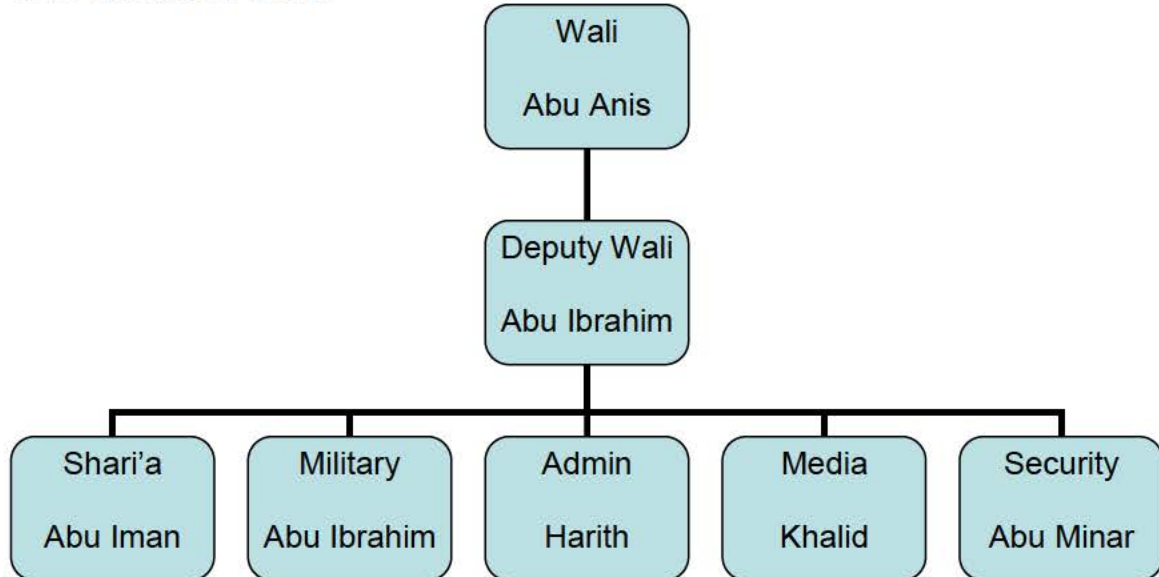 Wali
Abu Anis
Deputy Wali
Abu Ibrahim
Shari’a
Abu Iman
Military
Abu Ibrahim
Admin
Harith
Media
Khalid
Security
Abu Minar